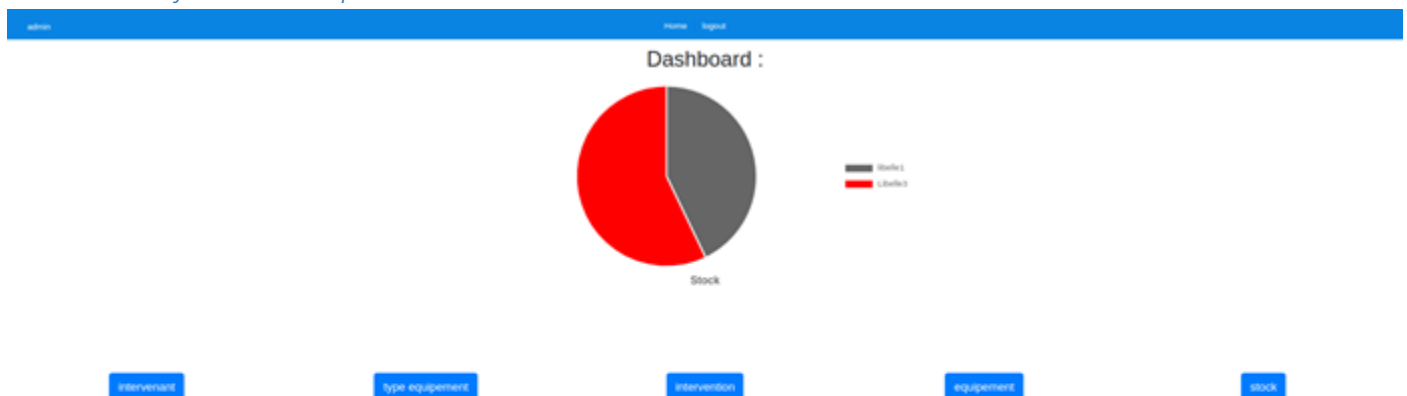 admin Home logout
Dashboard :
libelle1
Libelle3
Stock
intervenant type equipement intervention equipement stock